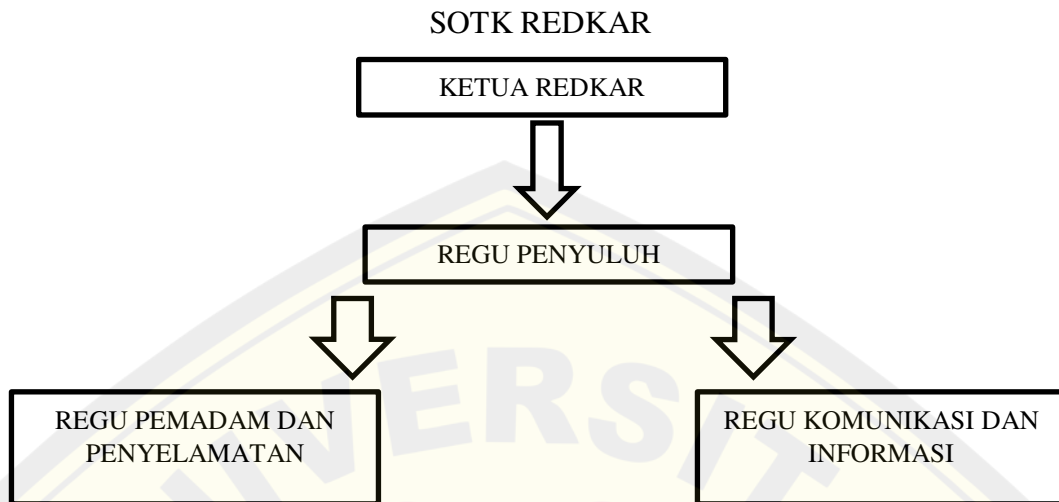 SOTK REDKAR
KETUA REDKAR
REGU PENYULUH
REGU PEMADAM DAN
PENYELAMATAN
REGU KOMUNIKASI DAN
INFORMASI